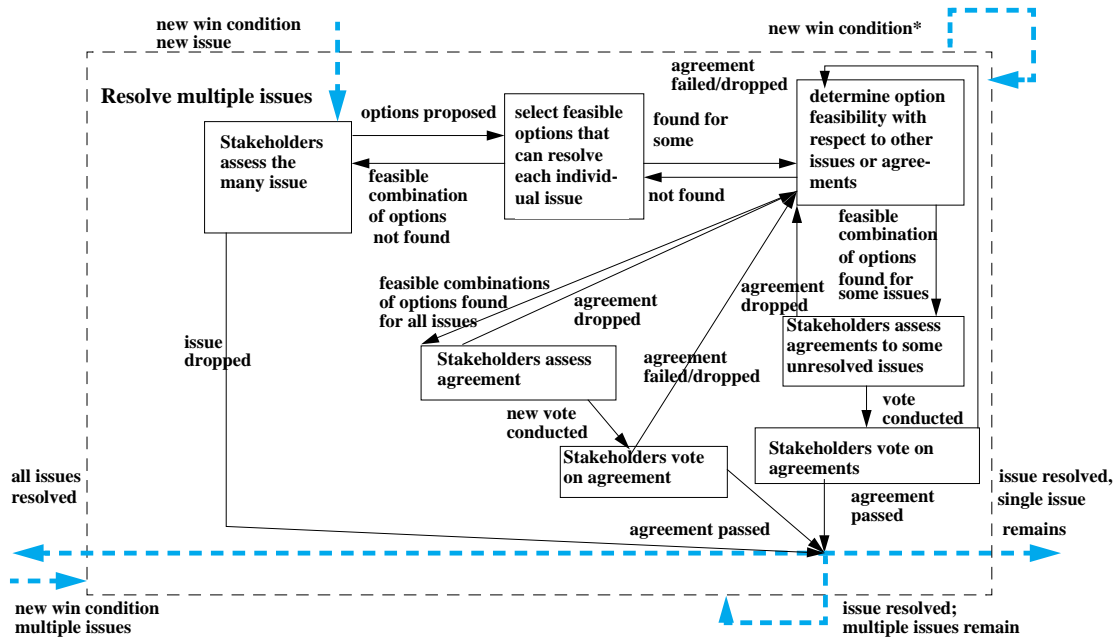 new win condition
new issue
new win condition*
Resolve multiple issues
agreement
failed/dropped
options proposed
Stakeholders
assess the
many issue
select feasible
options that
can resolve
each individ-
ual issue
found for
some
determine option
feasibility with
respect to other
issues or agree-
ments
feasible
combination
of options
not found
not found
feasible
combination
of options
found for
some issues
feasible combinations
of options found
for all issues
agreement
dropped
agreement
dropped
issue
dropped
Stakeholders assess
agreement
agreement
failed/dropped
Stakeholders assess
agreements to some
unresolved issues
new vote
conducted
vote
conducted
Stakeholders vote
on agreement
Stakeholders vote on
agreements
all issues
resolved
issue resolved,
single issue
remains
agreement
passed
agreement passed
new win condition
multiple issues
issue resolved;
multiple issues remain